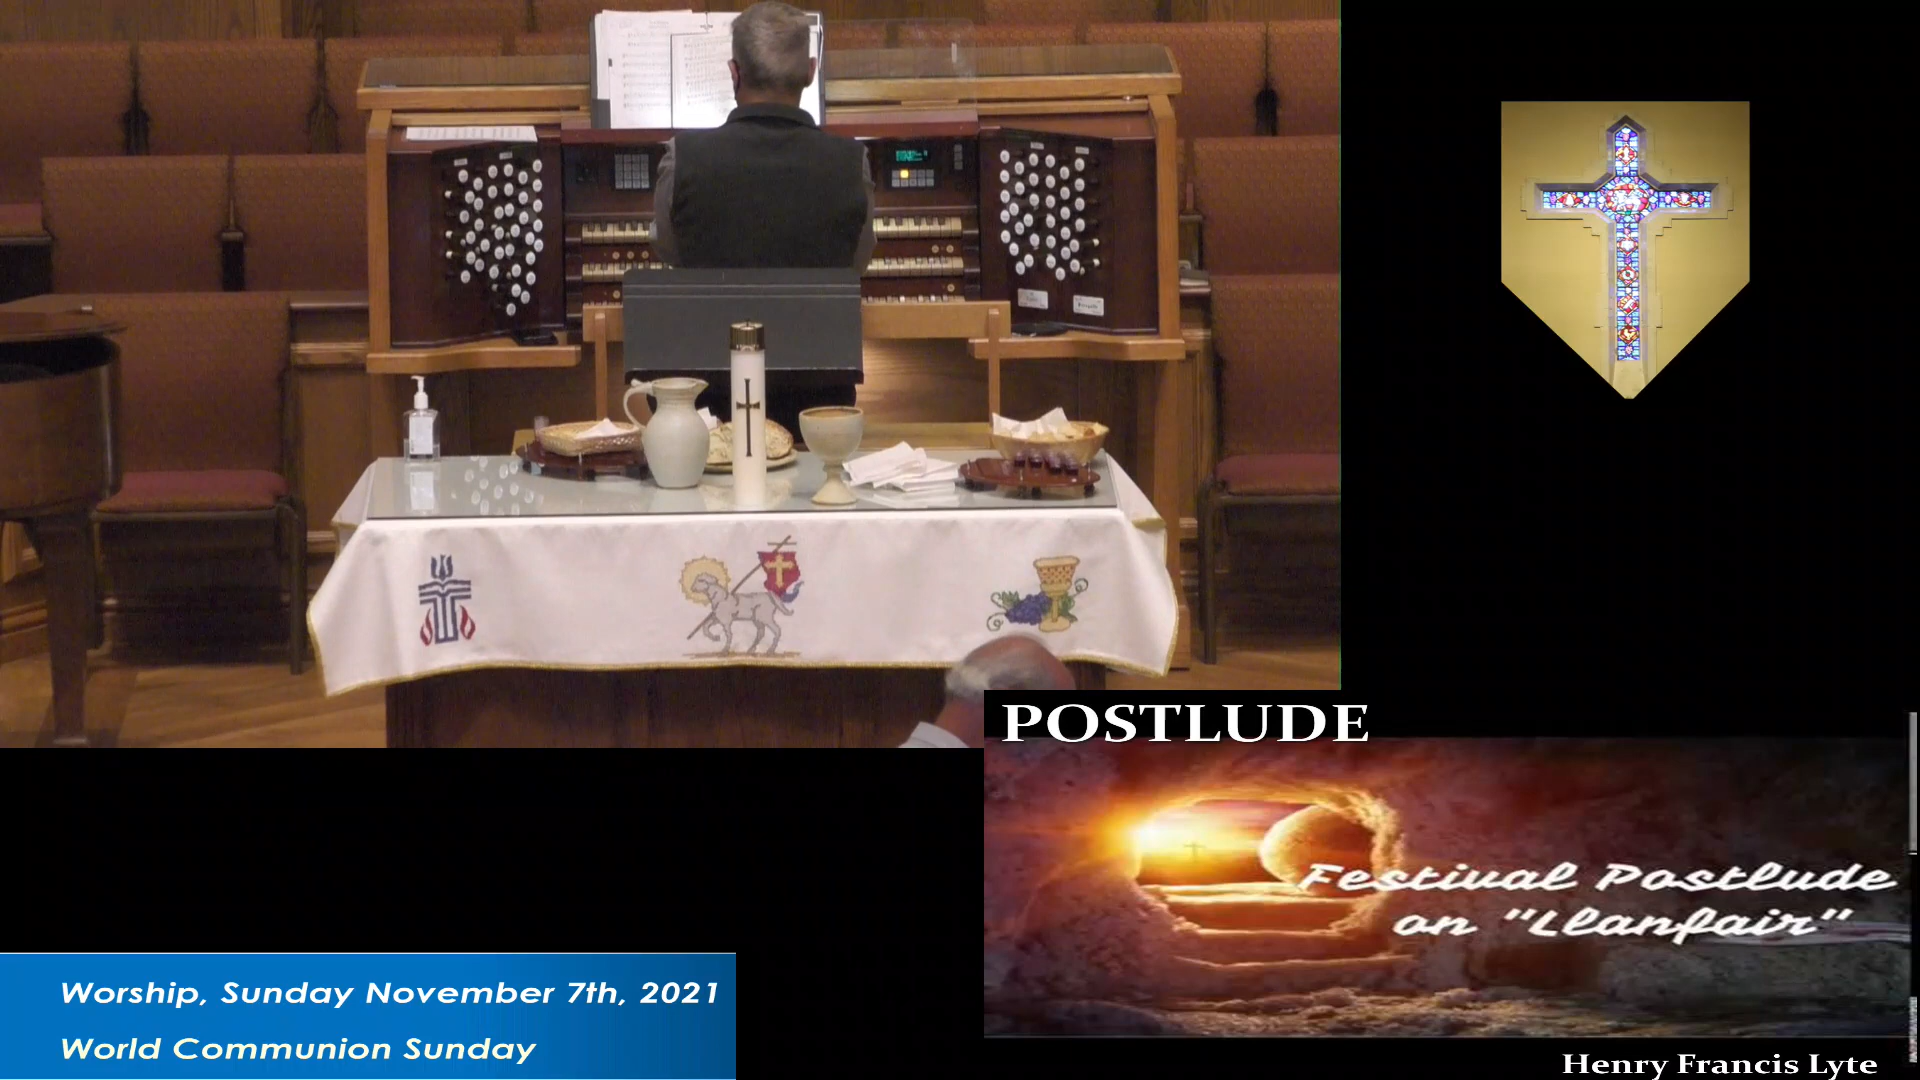 POSTLUDE
Festival Postlude
on "Llanfair"
Worship, Sunday November 7th, 2021
World Communion Sunday
Henry Francis Lyte